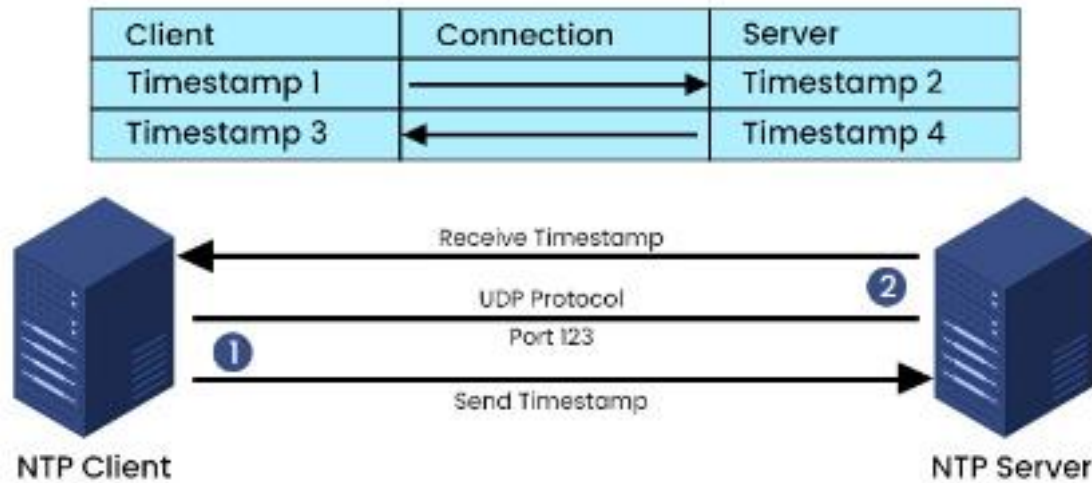 Client Connection Server
Timestamp 1 Timestamp 2
Timestamp 3 Timestamp 4
Receive Timestamp
2
UDP Protocol
Port 123
1
Send Timestamp
NTP Client NTP Server